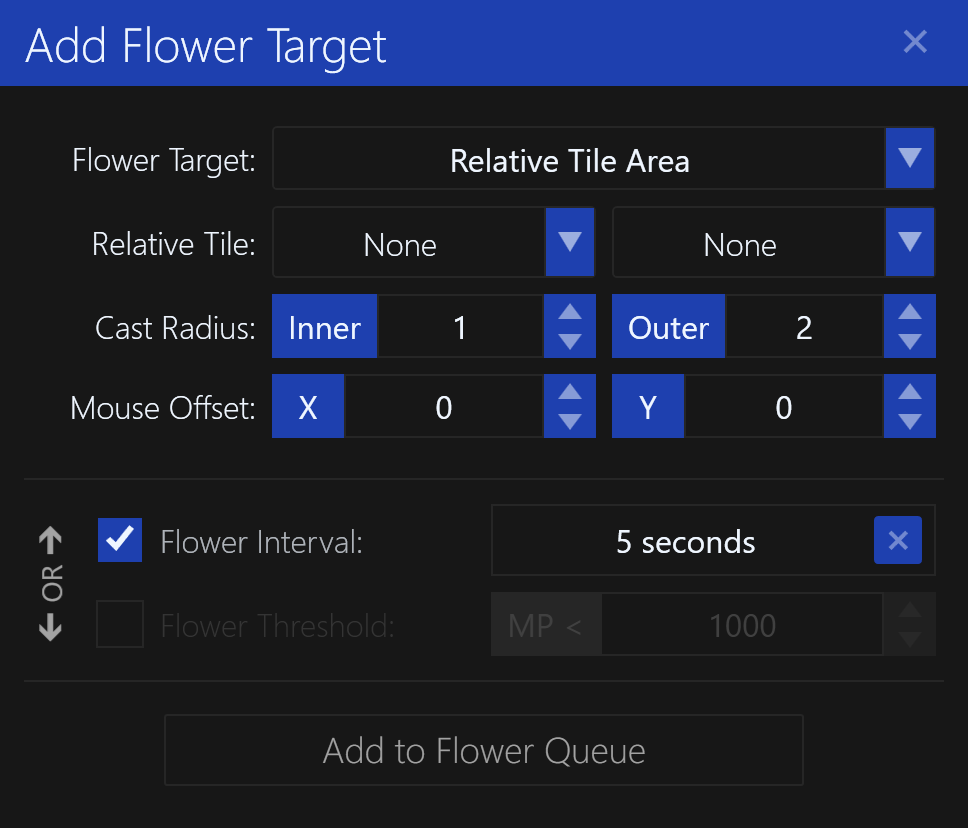 Add Flower Target
Flower Target: Relative Tile Area
Relative Tile: None None
Cast Radius: Inner 1 Outer 2
Mouse Offset: X 0 Y 0
OR
Flower Interval: 5 seconds
Flower Threshold: MP < 1000
Add to Flower Queue